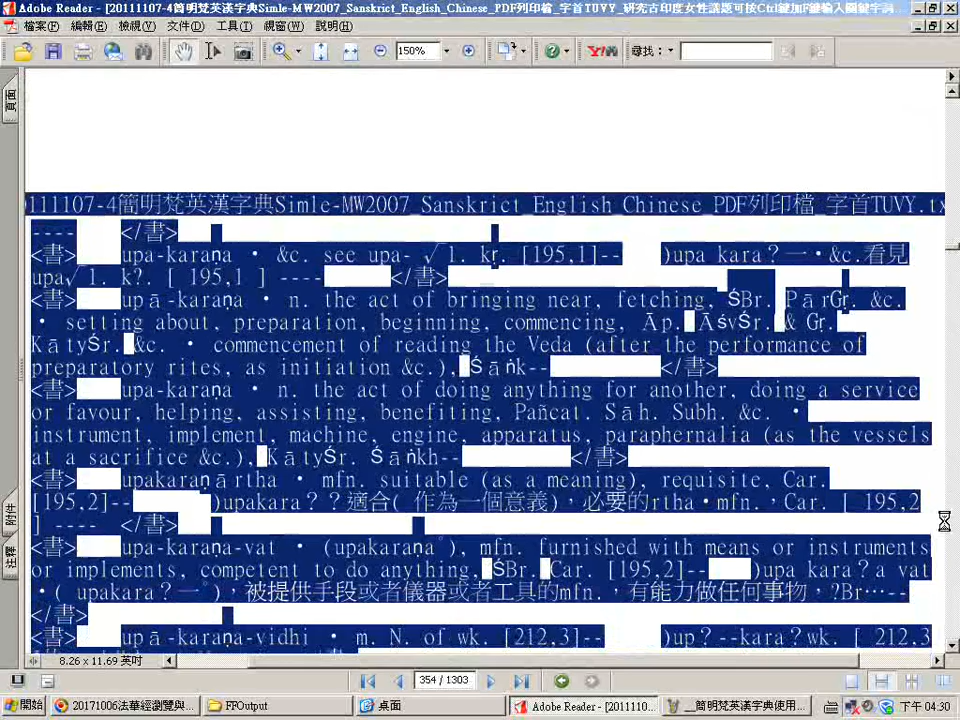 Adobe Reader - [20111107-4簡明梵英漢字典Simle-MW2007_Sanskrict_English_Chinese_PDF列印檔_字首TUVY_研究古印度女性議題可按Ctrl鍵加F鍵輸入關鍵字詞
檔案(F) 編輯(E) 檢視(V) 文件(D) 工具(T) 視窗(W) 說明(H)
150% 尋找:
頁面
111107-4簡明梵英漢字典Simle-MW2007_Sanskrict_English_Chinese_PDF列印檔_字首TUVY.tx
---- </書>
<書> upa-karaṇa • &c. see upa- √1. kṛ. [195,1]-- )upa kara？一•&c.看見
upa√1. k?. [ 195,1 ] ---- </書>
<書> upā-karaṇa • n. the act of bringing near, fetching, ŚBr. PārGṛ. &c.
• setting about, preparation, beginning, commencing, Āp. ĀśvŚr. & Gṛ.
KātyŚr. &c. • commencement of reading the Veda (after the performance of
preparatory rites, as initiation &c.), Śāṅk-- </書>
<書> upa-karaṇa • n. the act of doing anything for another, doing a service
or favour, helping, assisting, benefiting, Pañcat. Sāh. Subh. &c. •
instrument, implement, machine, engine, apparatus, paraphernalia (as the vessels
at a sacrifice &c.), KātyŚr. Śāṅkh-- </書>
<書> upakaraṇārtha • mfn. suitable (as a meaning), requisite, Car.
[195,2]-- )upakara？？適合( 作為一個意義)，必要的rtha•mfn.，Car. [ 195,2
] ---- </書>
<書> upa-karaṇa-vat • (upakaraṇa°), mfn. furnished with means or instruments
or implements, competent to do anything, ŚBr. Car. [195,2]-- )upa kara？a vat
•( upakara？一 °)，被提供手段或者儀器或者工具的mfn.，有能力做任何事物，?Br…--
</書>
<書> upā-karaṇa-vidhi • m. N. of wk. [212,3]-- )up？--kara？wk. [ 212,3
附件
注釋
8.26 x 11.69 英吋
354 / 1303
開始 20171006法華經瀏覽與... FFOutput 桌面 Adobe Reader - [20111107... __簡明梵英漢字典使用... 下午 04:30